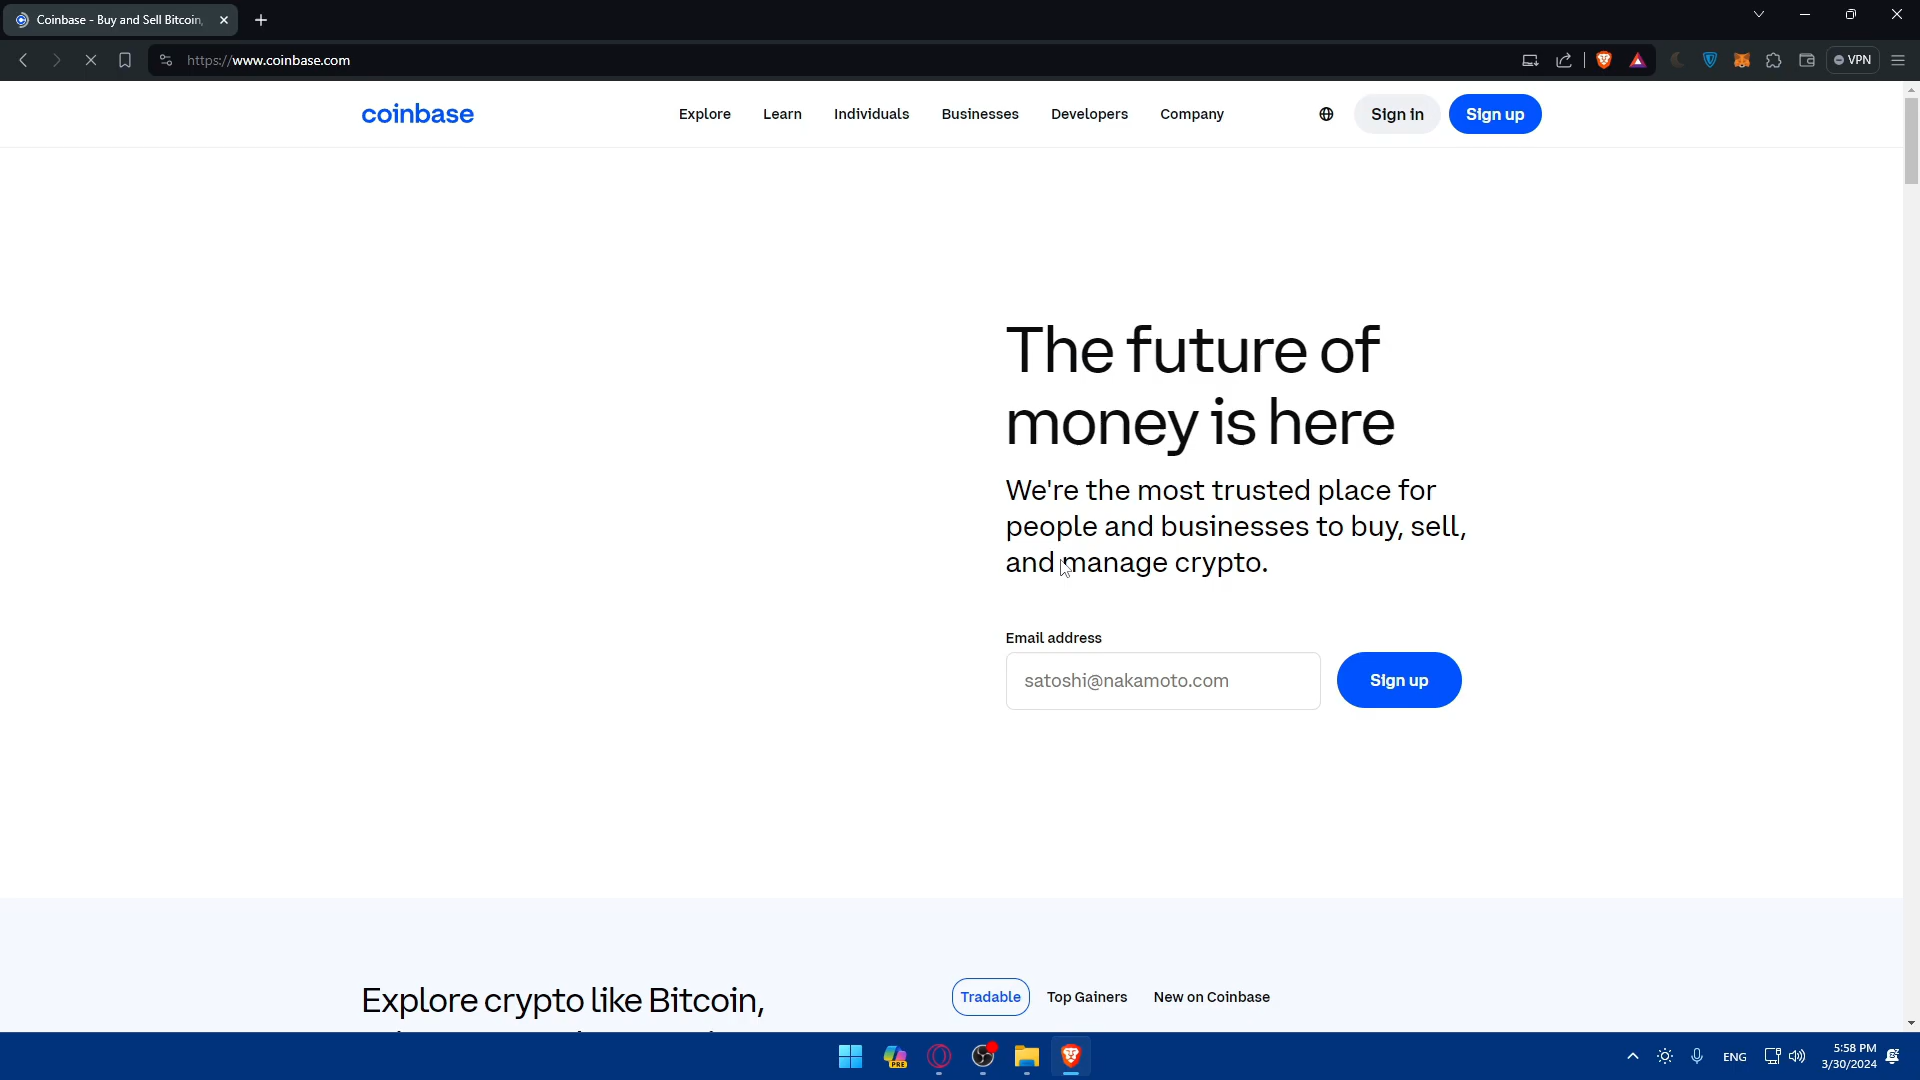 Coinbase - Buy and Sell Bitcoin,
https://www.coinbase.com
VPN
coinbase
Explore
Learn
Individuals
Businesses
Developers
Company
Sign in
Sign up
The future of
money is here
We're the most trusted place for
people and businesses to buy, sell,
and manage crypto.
Email address
satoshi@nakamoto.com
Sign up
Explore crypto like Bitcoin,
Tradable
Top Gainers
New on Coinbase
PRE
ENG
5:58 PM
3/30/2024